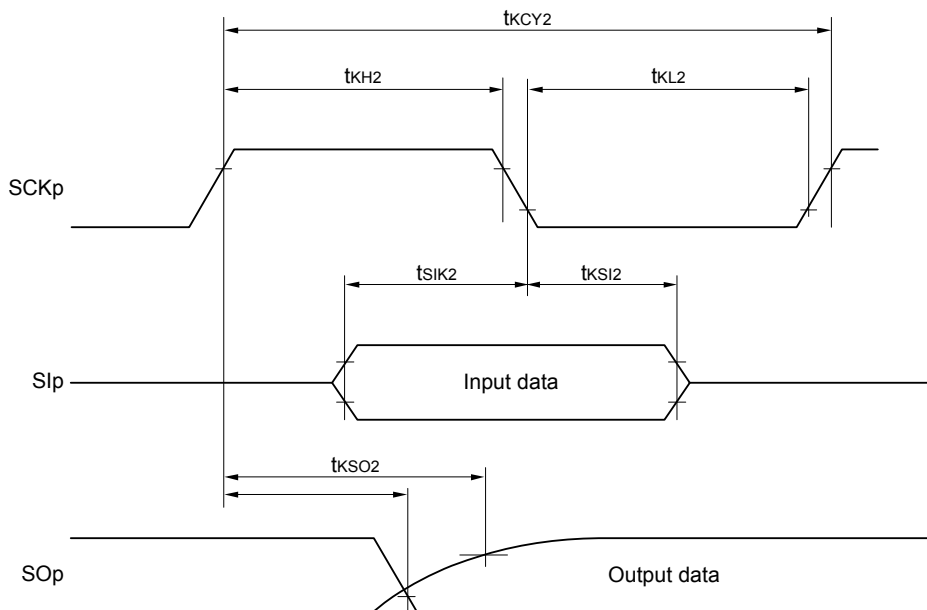 tKCY2
tKH2
tKL2
SCKp
tSIK2
tKSI2
SIp
Input data
tKSO2
SOp
Output data